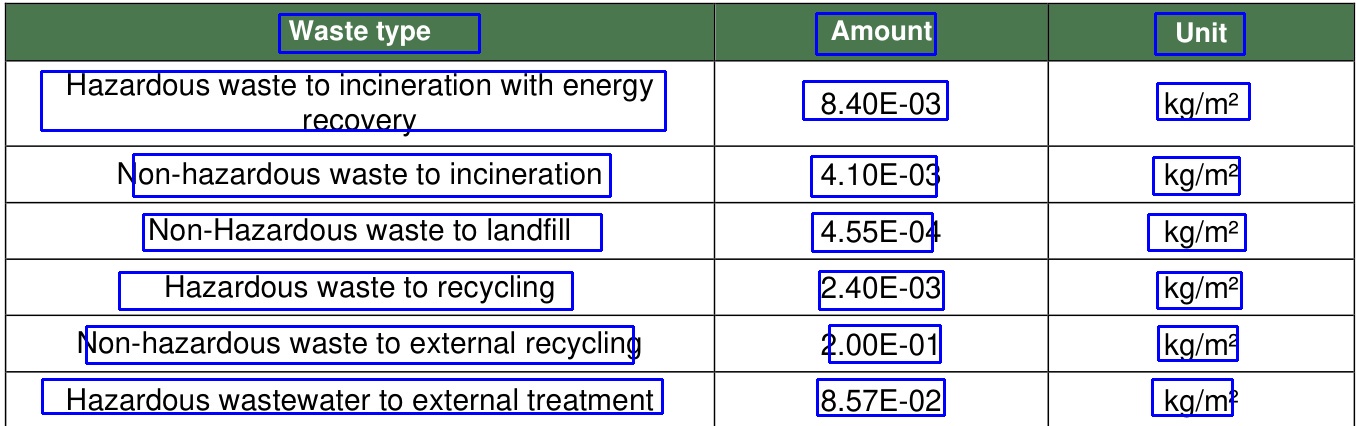 Waste type Amount Unit
Hazardous waste to incineration with energy
recovery 8.40E-03 kg/m²
Non-hazardous waste to incineration 4.10E-03 kg/m²
Non-Hazardous waste to landfill 4.55E-04 kg/m²
Hazardous waste to recycling 2.40E-03 kg/m²
Non-hazardous waste to external recycling 2.00E-01 kg/m²
Hazardous wastewater to external treatment 8.57E-02 kg/m²